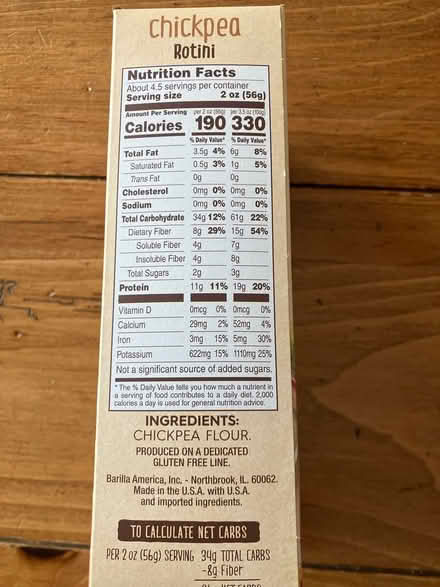 chickpea
Rotini
Nutrition Facts
About 4.5 servings per container
Serving size 2 oz (56g)
Amount Per Serving per 2 oz (56g) per 3.5 oz (100g)
Calories 190 330
% Daily Value* % Daily Value*
Total Fat 3.5g 4% 6g 8%
Saturated Fat 0.5g 3% 1g 5%
Trans Fat 0g 0g
Cholesterol 0mg 0% 0mg 0%
Sodium 0mg 0% 0mg 0%
Total Carbohydrate 34g 12% 61g 22%
Dietary Fiber 8g 29% 15g 54%
Soluble Fiber 4g 7g
Insoluble Fiber 4g 8g
Total Sugars 2g 3g
Protein 11g 11% 19g 20%
Vitamin D 0mcg 0% 0mcg 0%
Calcium 29mg 2% 52mg 4%
Iron 3mg 15% 5mg 30%
Potassium 622mg 15% 1110mg 25%
Not a significant source of added sugars.
* The % Daily Value tells you how much a nutrient in
a serving of food contributes to a daily diet. 2,000
calories a day is used for general nutrition advice.
INGREDIENTS:
CHICKPEA FLOUR.
PRODUCED ON A DEDICATED
GLUTEN FREE LINE.
Barilla America, Inc. - Northbrook, IL. 60062.
Made in the U.S.A. with U.S.A.
and imported ingredients.
TO CALCULATE NET CARBS
PER 2 oz (56g) SERVING 34g TOTAL CARBS
-8g Fiber